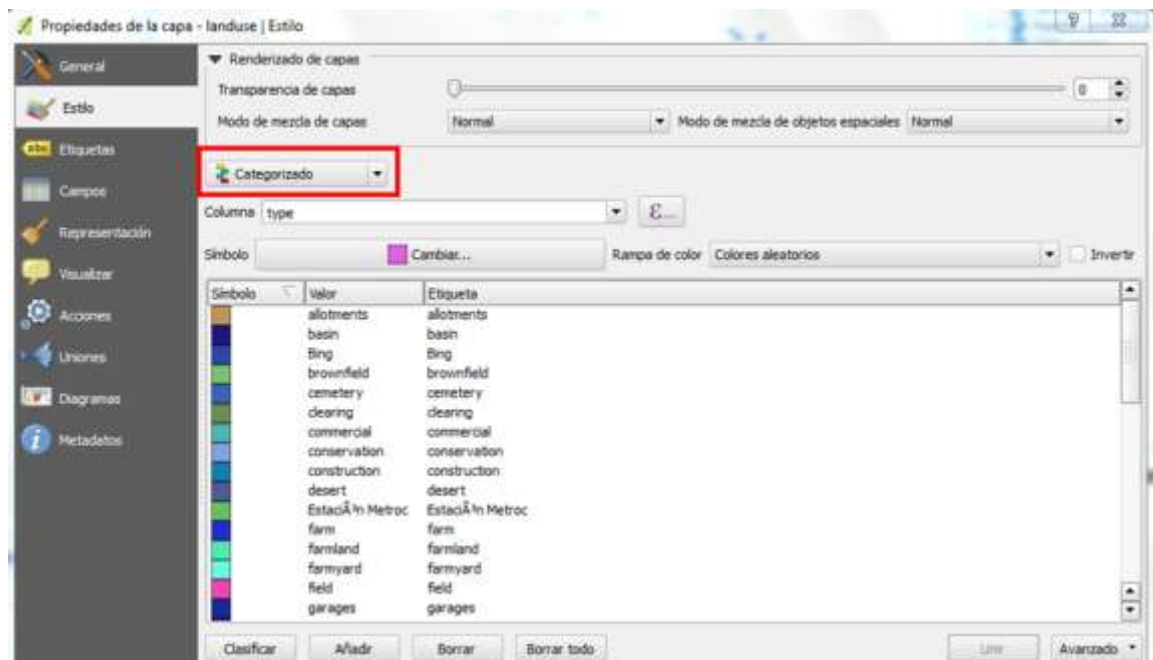 Propiedades de la capa - landuse | Estilo
General
Estilo
Etiquetas
Campos
Representación
Visualizar
Acciones
Uniones
Diagramas
Metadatos
Renderizado de capas
Transparencia de capas 0
Modo de mezcla de capas Normal Modo de mezcla de objetos espaciales Normal
Categorizado
Columna type ε...
Símbolo Cambiar... Rampa de color Colores aleatorios Invertir
Símbolo Valor Etiqueta
allotments allotments
basin basin
Bing Bing
brownfield brownfield
cemetery cemetery
clearing clearing
commercial commercial
conservation conservation
construction construction
desert desert
EstaciÃ³n Metroc EstaciÃ³n Metroc
farm farm
farmland farmland
farmyard farmyard
field field
garages garages
Clasificar Añadir Borrar Borrar todo Unir Avanzado